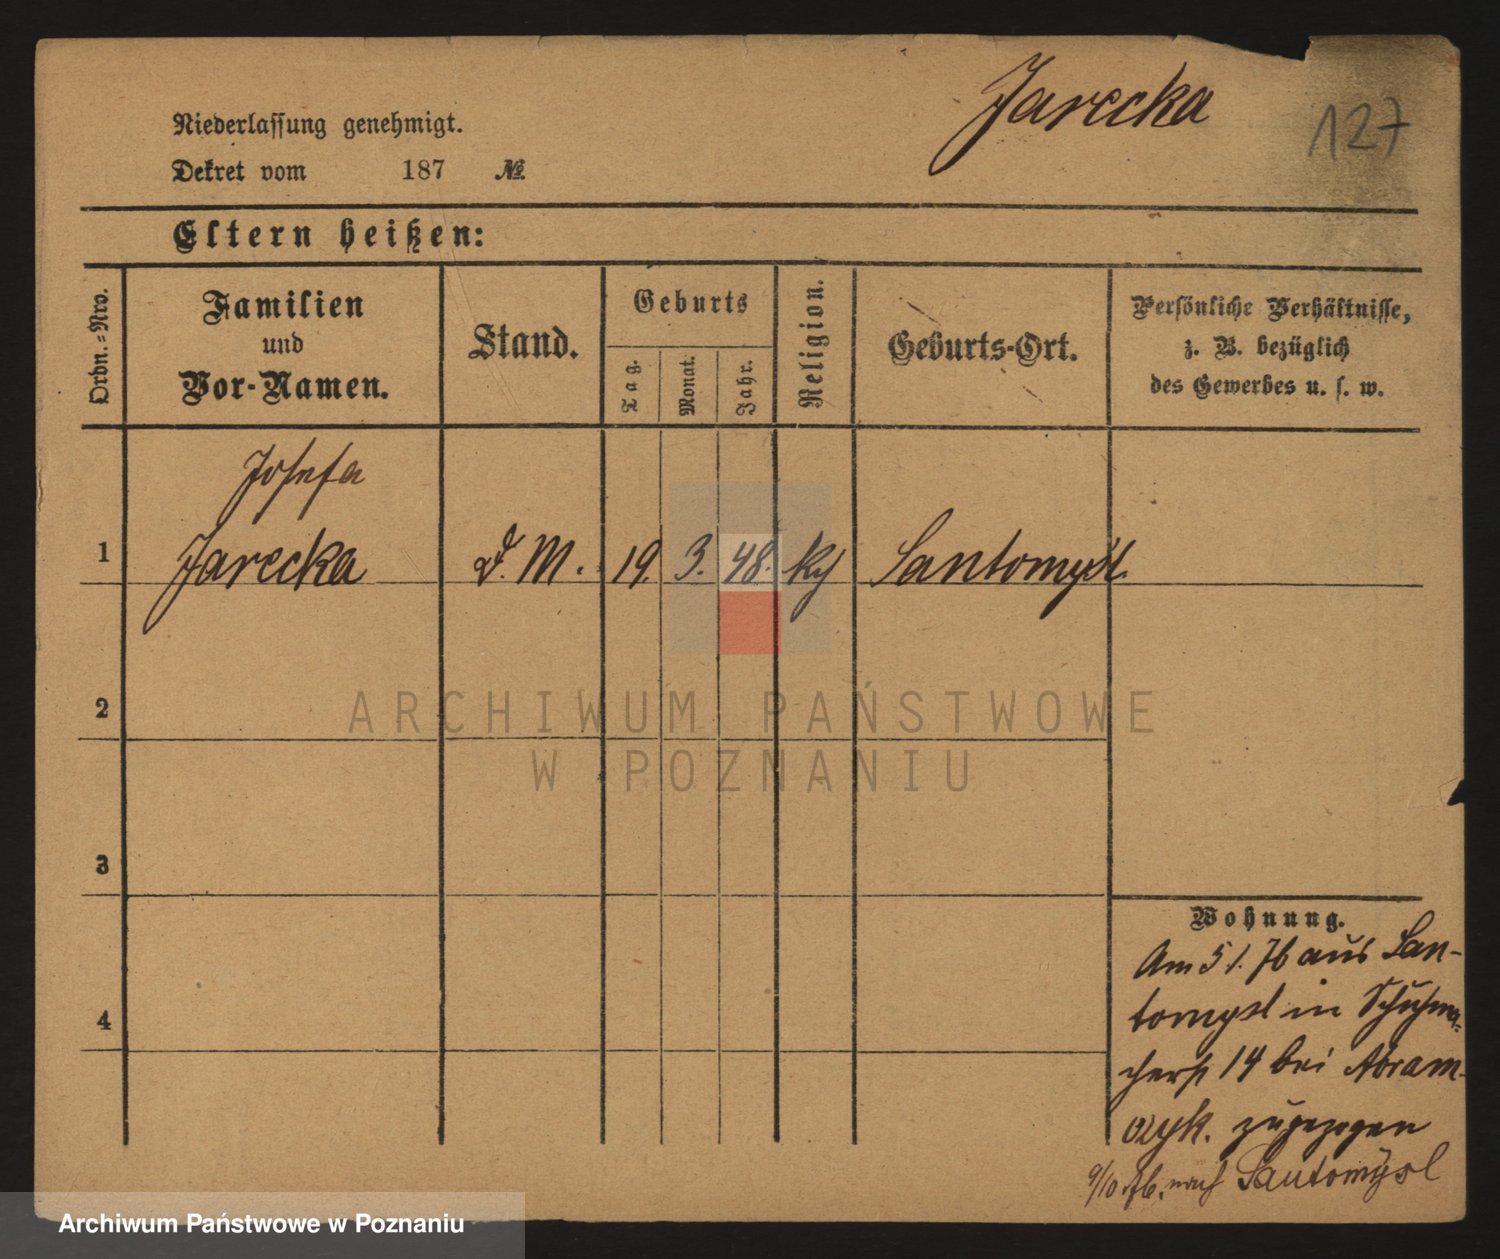 Jarecka
127
Niederlassung genehmigt.
Dekret vom 187 №
Eltern heißen:
Ordn.-Nro.
Familien
und
Vor-Namen.
Stand.
Geburts
Tag.
Monat.
Jahr.
Religion.
Geburts-Ort.
Persönliche Verhältnisse,
z. B. bezüglich
des Gewerbes u. s. w.
Josefa
1 Jarecka D. M. 19. 3. 48. Santomysl.
2
ARCHIWUM PAŃSTWOWE
W POZNANIU
3
4
Wohnung.
Am 5 1. 76 aus San-
tomysl in Schuhma-
cherst 14 bei Abram-
czyk. zugezogen
9/10. 76. nach Santomysl
Archiwum Państwowe w Poznaniu